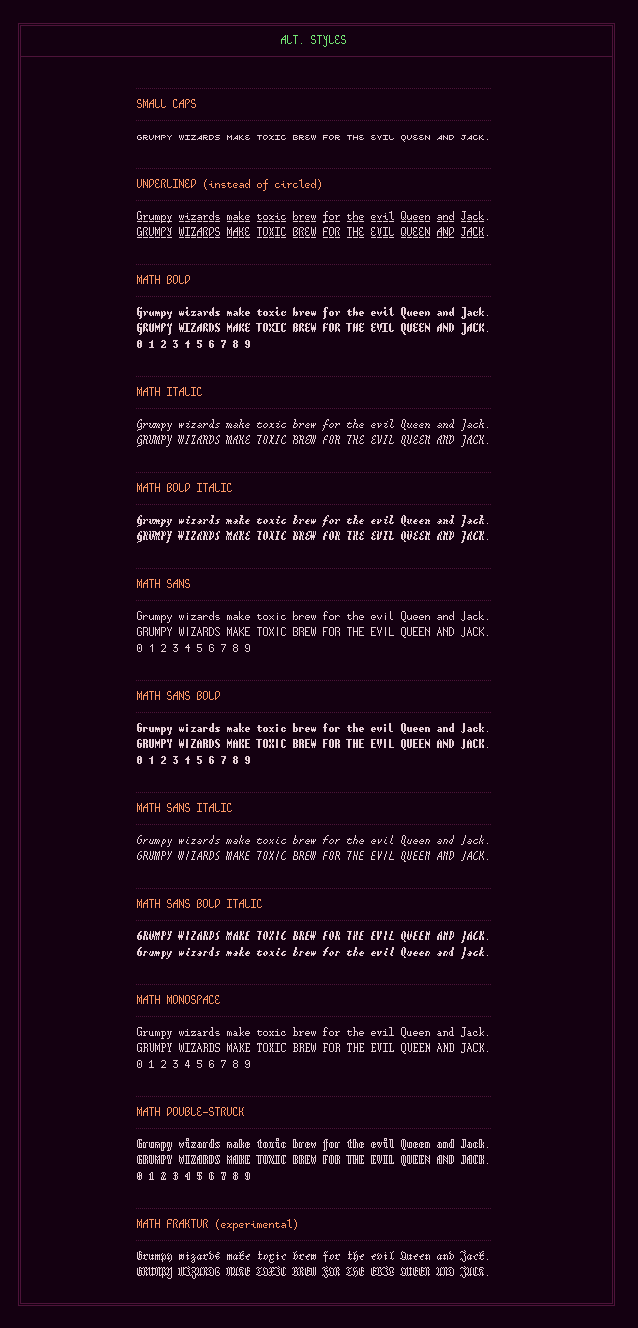 ALT. STYLES
SMALL CAPS
GRUMPY WIZARDS MAKE TOXIC BREW FOR THE EVIL QUEEN AND JACK.
UNDERLINED (instead of circled)
Grumpy wizards make toxic brew for the evil Queen and Jack.
GRUMPY WIZARDS MAKE TOXIC BREW FOR THE EVIL QUEEN AND JACK.
MATH BOLD
Grumpy wizards make toxic brew for the evil Queen and Jack.
GRUMPY WIZARDS MAKE TOXIC BREW FOR THE EVIL QUEEN AND JACK.
0 1 2 3 4 5 6 7 8 9
MATH ITALIC
Grumpy wizards make toxic brew for the evil Queen and Jack.
GRUMPY WIZARDS MAKE TOXIC BREW FOR THE EVIL QUEEN AND JACK.
MATH BOLD ITALIC
Grumpy wizards make toxic brew for the evil Queen and Jack.
GRUMPY WIZARDS MAKE TOXIC BREW FOR THE EVIL QUEEN AND JACK.
MATH SANS
Grumpy wizards make toxic brew for the evil Queen and Jack.
GRUMPY WIZARDS MAKE TOXIC BREW FOR THE EVIL QUEEN AND JACK.
0 1 2 3 4 5 6 7 8 9
MATH SANS BOLD
Grumpy wizards make toxic brew for the evil Queen and Jack.
GRUMPY WIZARDS MAKE TOXIC BREW FOR THE EVIL QUEEN AND JACK.
0 1 2 3 4 5 6 7 8 9
MATH SANS ITALIC
Grumpy wizards make toxic brew for the evil Queen and Jack.
GRUMPY WIZARDS MAKE TOXIC BREW FOR THE EVIL QUEEN AND JACK.
MATH SANS BOLD ITALIC
GRUMPY WIZARDS MAKE TOXIC BREW FOR THE EVIL QUEEN AND JACK.
Grumpy wizards make toxic brew for the evil Queen and Jack.
MATH MONOSPACE
Grumpy wizards make toxic brew for the evil Queen and Jack.
GRUMPY WIZARDS MAKE TOXIC BREW FOR THE EVIL QUEEN AND JACK.
0 1 2 3 4 5 6 7 8 9
MATH DOUBLE-STRUCK
Grumpy wizards make toxic brew for the evil Queen and Jack.
GRUMPY WIZARDS MAKE TOXIC BREW FOR THE EVIL QUEEN AND JACK.
0 1 2 3 4 5 6 7 8 9
MATH FRAKTUR (experimental)
Grumpy wizards make toxic brew for the evil Queen and Jack.
GRUMPY WIZARDS MAKE TOXIC BREW FOR THE EVIL QUEEN AND JACK.